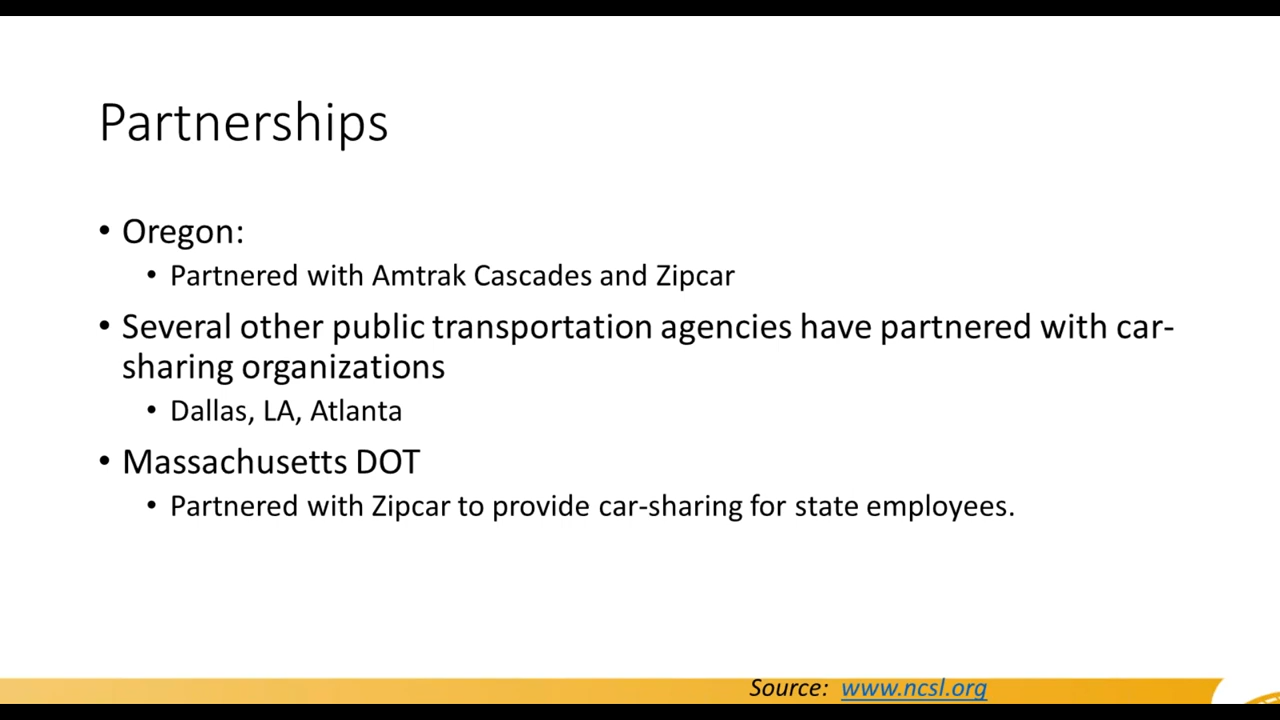 Partnerships
• Oregon:
• Partnered with Amtrak Cascades and Zipcar
• Several other public transportation agencies have partnered with car-
sharing organizations
• Dallas, LA, Atlanta
• Massachusetts DOT
• Partnered with Zipcar to provide car-sharing for state employees.
Source: www.ncsl.org